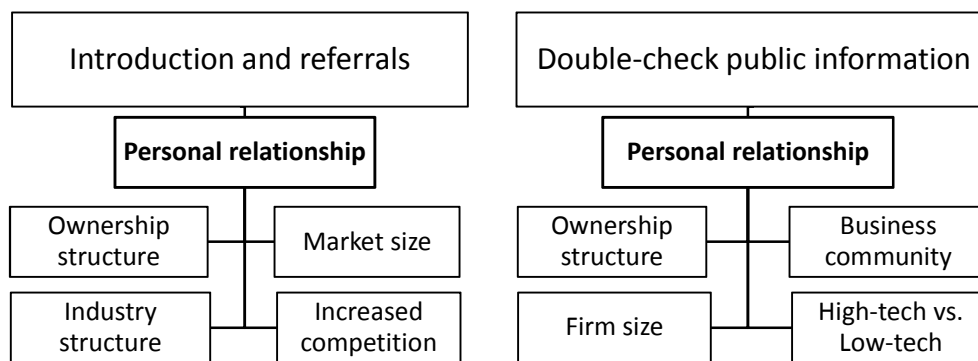 Introduction and referrals
Personal relationship
Ownership
structure
Market size
Industry
structure
Increased
competition
Double-check public information
Personal relationship
Ownership
structure
Business
community
Firm size
High-tech vs.
Low-tech